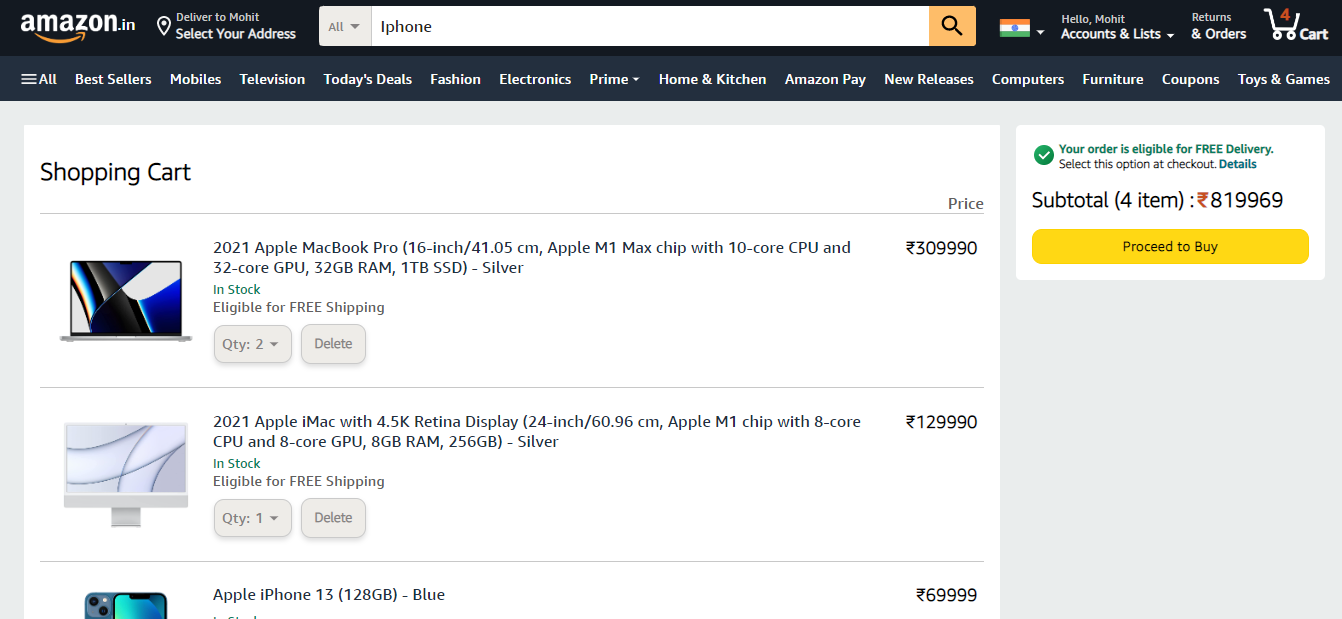 amazon.in
Deliver to Mohit
Select Your Address
All
Iphone
Hello, Mohit
Accounts & Lists
Returns
& Orders
4
Cart
All Best Sellers Mobiles Television Today's Deals Fashion Electronics Prime Home & Kitchen Amazon Pay New Releases Computers Furniture Coupons Toys & Games
Shopping Cart
Price
2021 Apple MacBook Pro (16-inch/41.05 cm, Apple M1 Max chip with 10-core CPU and
32-core GPU, 32GB RAM, 1TB SSD) - Silver
₹309990
In Stock
Eligible for FREE Shipping
Qty: 2
Delete
2021 Apple iMac with 4.5K Retina Display (24-inch/60.96 cm, Apple M1 chip with 8-core
CPU and 8-core GPU, 8GB RAM, 256GB) - Silver
₹129990
In Stock
Eligible for FREE Shipping
Qty: 1
Delete
Apple iPhone 13 (128GB) - Blue
₹69999
Your order is eligible for FREE Delivery.
Select this option at checkout. Details
Subtotal (4 item) :₹819969
Proceed to Buy